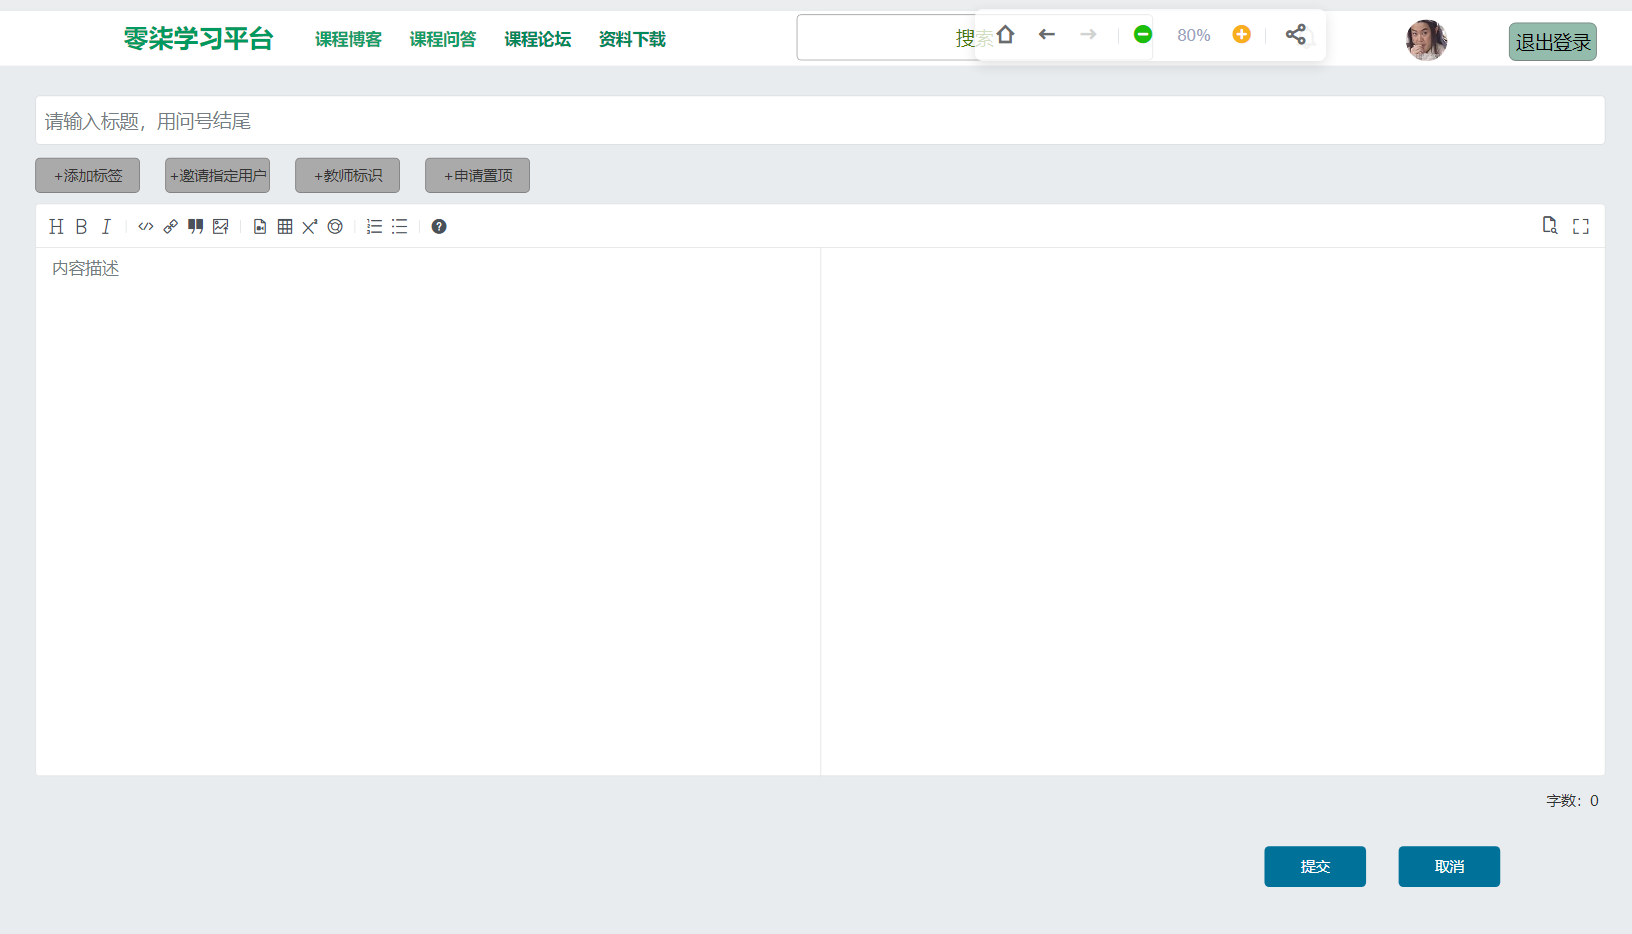 零柒学习平台 课程博客 课程问答 课程论坛 资料下载 搜索 80% 退出登录
请输入标题，用问号结尾
+添加标签 +邀请指定用户 +教师标识 +申请置顶
H B I
内容描述
字数：0
提交 取消